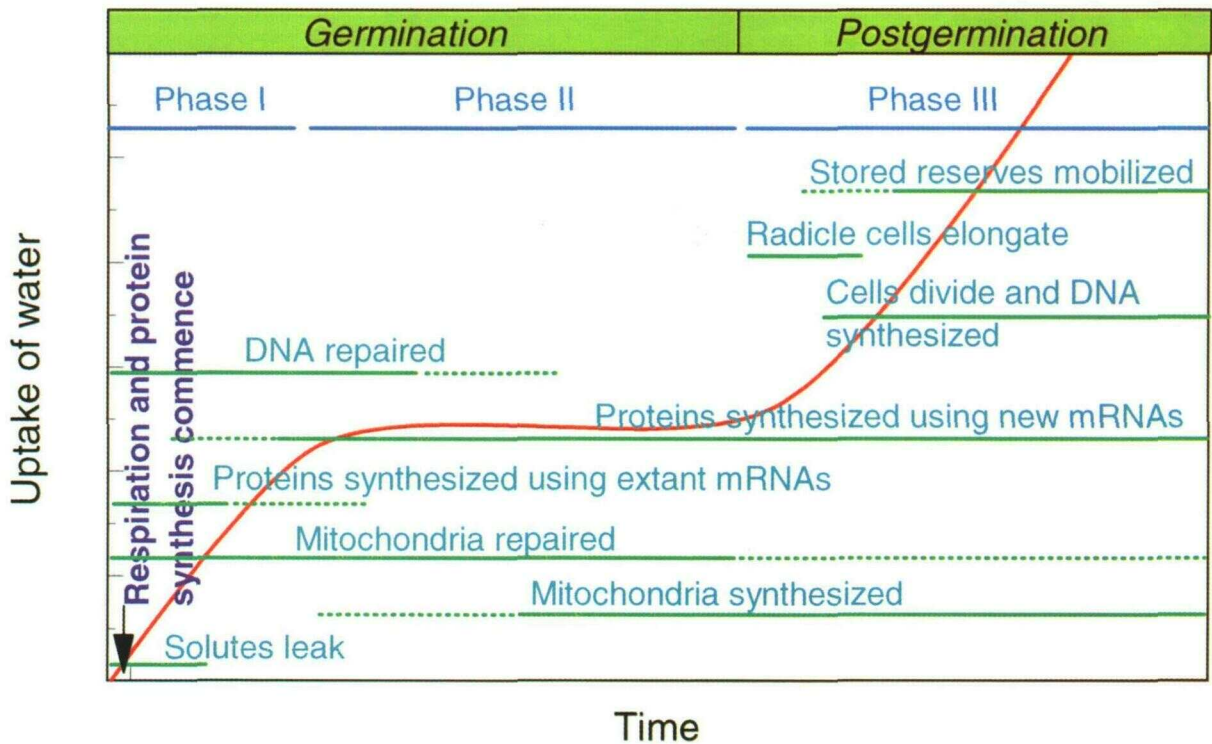 Germination
Postgermination
Phase I
Phase II
Phase III
Stored reserves mobilized
Radicle cells elongate
Cells divide and DNA
synthesized
DNA repaired
Proteins synthesized using new mRNAs
Proteins synthesized using extant mRNAs
Mitochondria repaired
Mitochondria synthesized
Solutes leak
Respiration and protein
synthesis commence
Uptake of water
Time